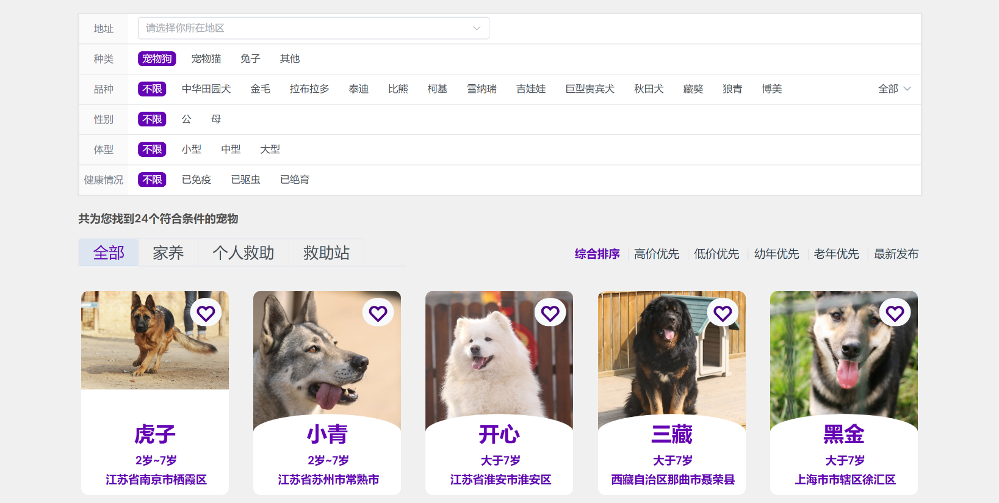 地址 请选择你所在地区
种类 宠物狗 宠物猫 兔子 其他
品种 不限 中华田园犬 金毛 拉布拉多 泰迪 比熊 柯基 雪纳瑞 吉娃娃 巨型贵宾犬 秋田犬 藏獒 狼青 博美 全部
性别 不限 公 母
体型 不限 小型 中型 大型
健康情况 不限 已免疫 已驱虫 已绝育
共为您找到24个符合条件的宠物
全部 家养 个人救助 救助站 综合排序 高价优先 低价优先 幼年优先 老年优先 最新发布
虎子 小青 开心 三藏 黑金
2岁~7岁 2岁~7岁 大于7岁 大于7岁 大于7岁
江苏省南京市栖霞区 江苏省苏州市常熟市 江苏省淮安市淮安区 西藏自治区那曲市聂荣县 上海市市辖区徐汇区